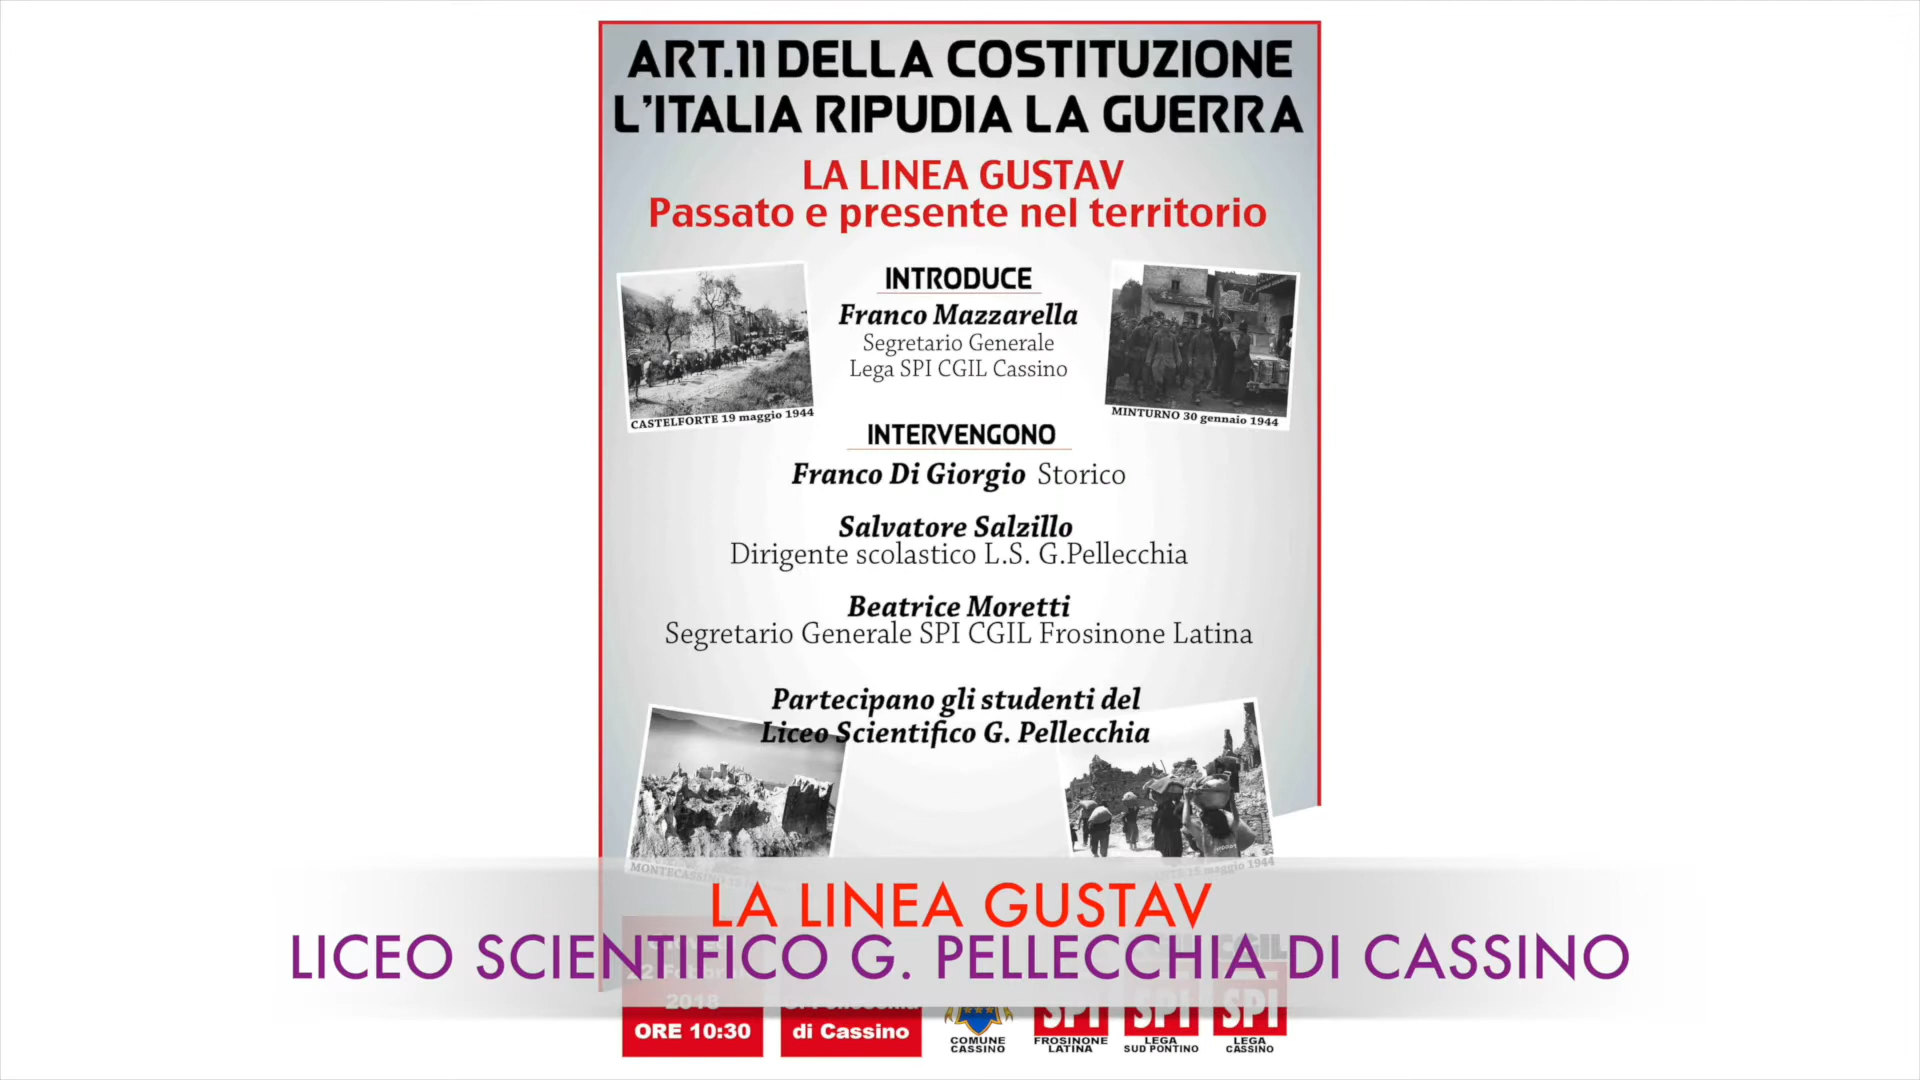 ART.11 DELLA COSTITUZIONE
L'ITALIA RIPUDIA LA GUERRA
LA LINEA GUSTAV
Passato e presente nel territorio
INTRODUCE
Franco Mazzarella
Segretario Generale
Lega SPI CGIL Cassino
CASTELFORTE 19 maggio 1944
MINTURNO 30 gennaio 1944
INTERVENGONO
Franco Di Giorgio Storico
Salvatore Salzillo
Dirigente scolastico L.S. G.Pellecchia
Beatrice Moretti
Segretario Generale SPI CGIL Frosinone Latina
Partecipano gli studenti del
Liceo Scientifico G. Pellecchia
MONTECASSINO
maggio 1944
LA LINEA GUSTAV
LICEO SCIENTIFICO G. PELLECCHIA DI CASSINO
2018
ORE 10:30
di Cassino
COMUNE
CASSINO
SPI
FROSINONE
LATINA
SPI
LEGA
SUD PONTINO
CGIL
SPI
LEGA
CASSINO